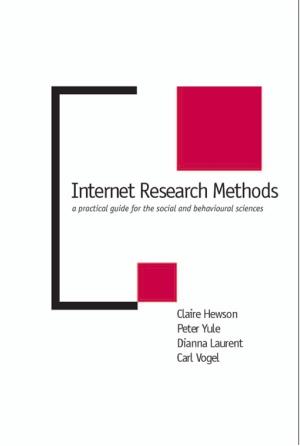 Internet Research Methods
a practical guide for the social and behavioural sciences
Claire Hewson
Peter Yule
Dianna Laurent
Carl Vogel